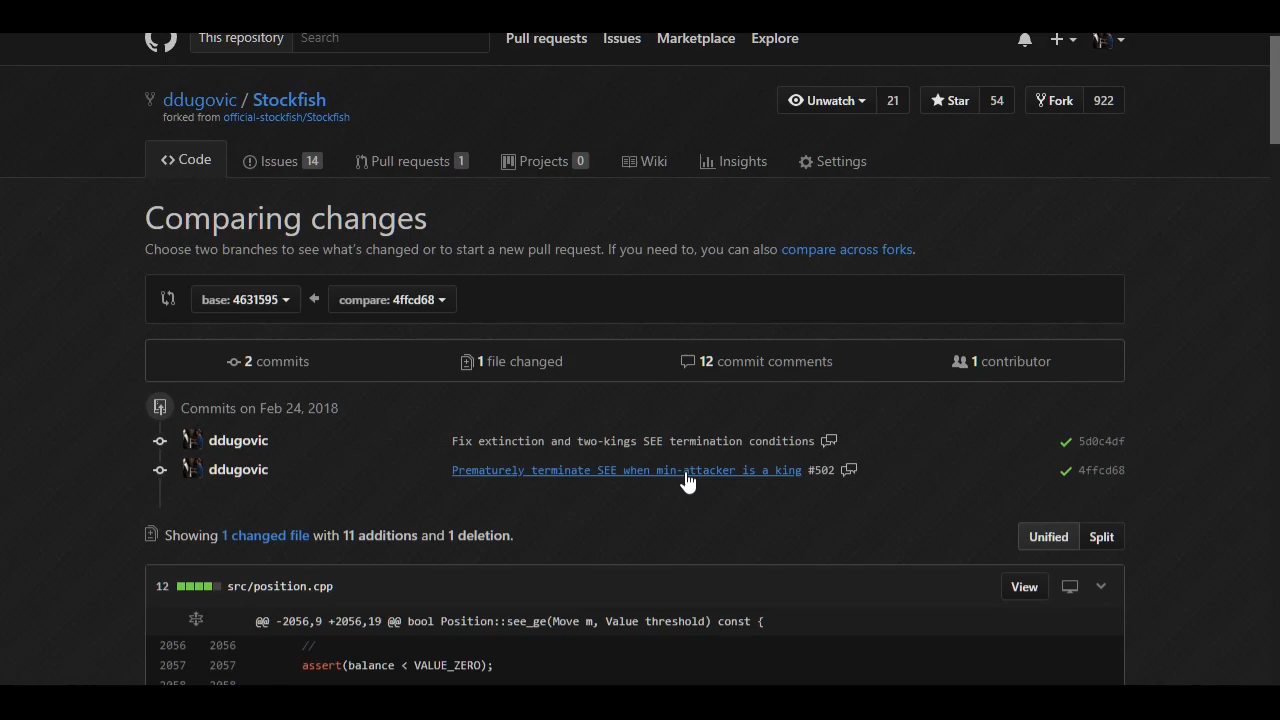 This repository Search Pull requests Issues Marketplace Explore
ddugovic / Stockfish Unwatch 21 Star 54 Fork 922
forked from official-stockfish/Stockfish
Code Issues 14 Pull requests 1 Projects 0 Wiki Insights Settings
Comparing changes
Choose two branches to see what's changed or to start a new pull request. If you need to, you can also compare across forks.
base: 4631595 compare: 4ffcd68
2 commits 1 file changed 12 commit comments 1 contributor
Commits on Feb 24, 2018
ddugovic Fix extinction and two-kings SEE termination conditions 5d0c4df
ddugovic Prematurely terminate SEE when min-attacker is a king #502 4ffcd68
Showing 1 changed file with 11 additions and 1 deletion. Unified Split
12 src/position.cpp View
@@ -2056,9 +2056,19 @@ bool Position::see_ge(Move m, Value threshold) const {
2056 2056 //
2057 2057 assert(balance < VALUE_ZERO);
2058 2058